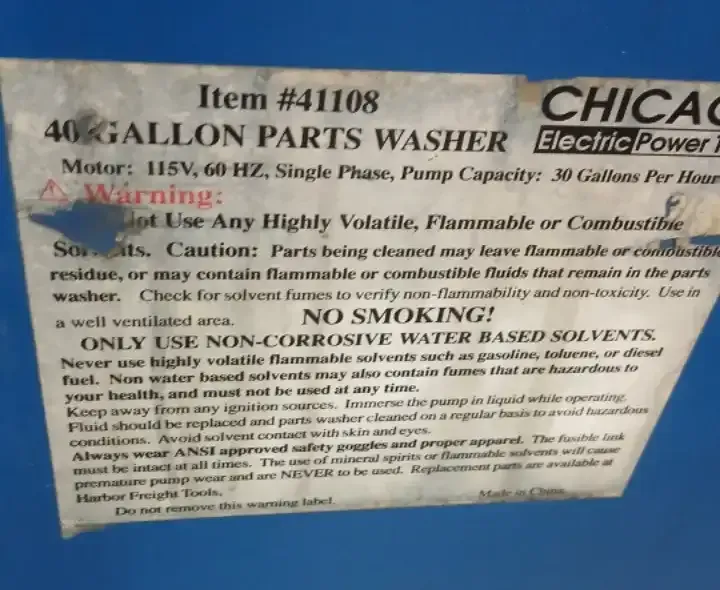 Item #41108
CHICAG
40 GALLON PARTS WASHER
Electric Power T
Motor: 115V, 60 HZ, Single Phase, Pump Capacity: 30 Gallons Per Hour
Warning:
Not Use Any Highly Volatile, Flammable or Combustible
Solvents. Caution: Parts being cleaned may leave flammable or combustible
residue, or may contain flammable or combustible fluids that remain in the parts
washer. Check for solvent fumes to verify non-flammability and non-toxicity. Use in
a well ventilated area. NO SMOKING!
ONLY USE NON-CORROSIVE WATER BASED SOLVENTS.
Never use highly volatile flammable solvents such as gasoline, toluene, or diesel
fuel. Non water based solvents may also contain fumes that are hazardous to
your health, and must not be used at any time.
Keep away from any ignition sources. Immerse the pump in liquid while operating.
Fluid should be replaced and parts washer cleaned on a regular basis to avoid hazardous
conditions. Avoid solvent contact with skin and eyes.
Always wear ANSI approved safety goggles and proper apparel. The fusible link
must be intact at all times. The use of mineral spirits or flammable solvents will cause
premature pump wear and are NEVER to be used. Replacement parts are available at
Harbor Freight Tools.
Made in China
Do not remove this warning label.